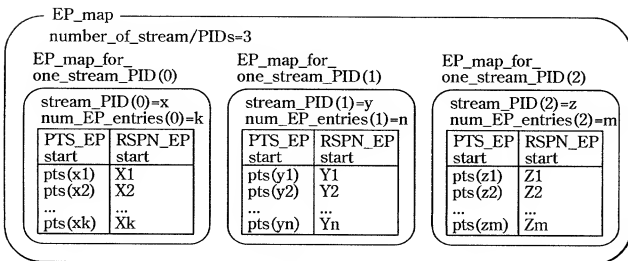 EP_map
number_of_stream/PIDs=3
EP_map_for_
one_stream_PID(0)
stream_PID(0)=x
num_EP_entries(0)=k
PTS_EP RSPN_EP
start start
pts(x1) X1
pts(x2) X2
... ...
pts(xk) Xk
EP_map_for_
one_stream_PID(1)
stream_PID(1)=y
num_EP_entries(1)=n
PTS_EP RSPN_EP
start start
pts(y1) Y1
pts(y2) Y2
... ...
pts(yn) Yn
EP_map_for_
one_stream_PID(2)
stream_PID(2)=z
num_EP_entries(2)=m
PTS_EP RSPN_EP
start start
pts(z1) Z1
pts(z2) Z2
... ...
pts(zm) Zm